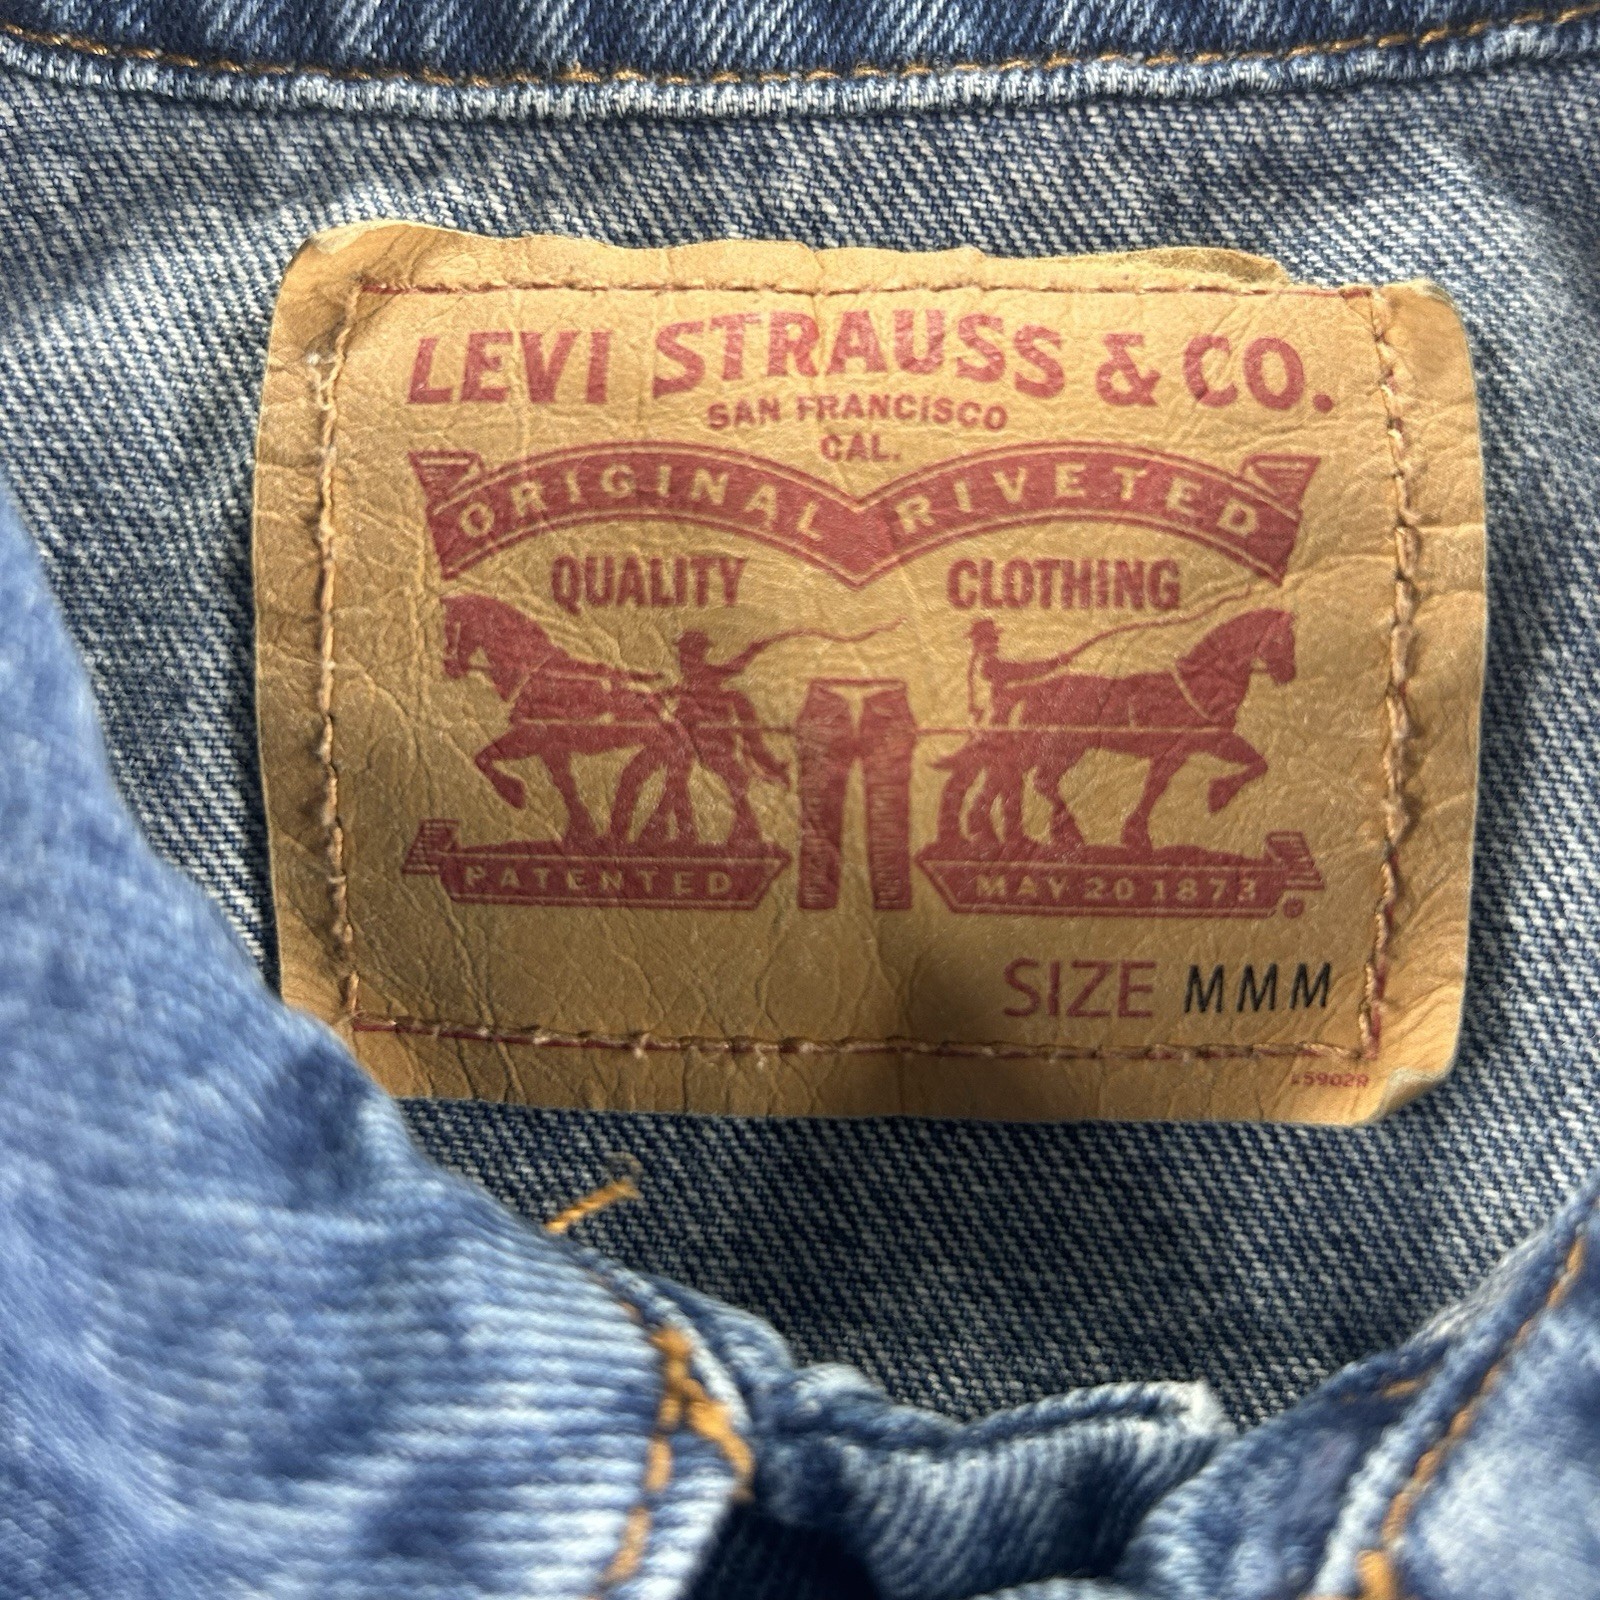 LEVI STRAUSS & CO.
SAN FRANCISCO
CAL.
ORIGINAL RIVETED
QUALITY CLOTHING
PATENTED MAY 20 1873 ®
SIZE MMM